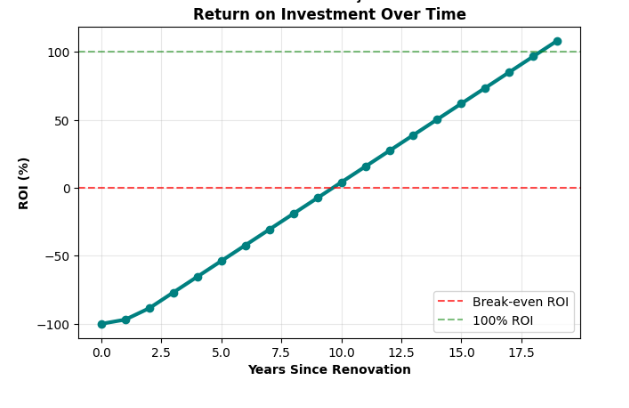 Return on Investment Over Time
100
50
0
−50
−100
ROI (%)
Break-even ROI
100% ROI
0.0 2.5 5.0 7.5 10.0 12.5 15.0 17.5
Years Since Renovation